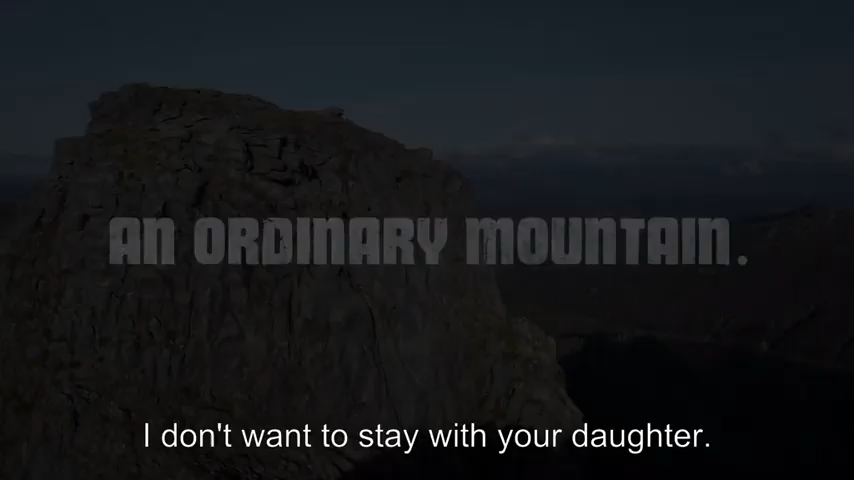 AN ORDINARY MOUNTAIN.
I don't want to stay with your daughter.